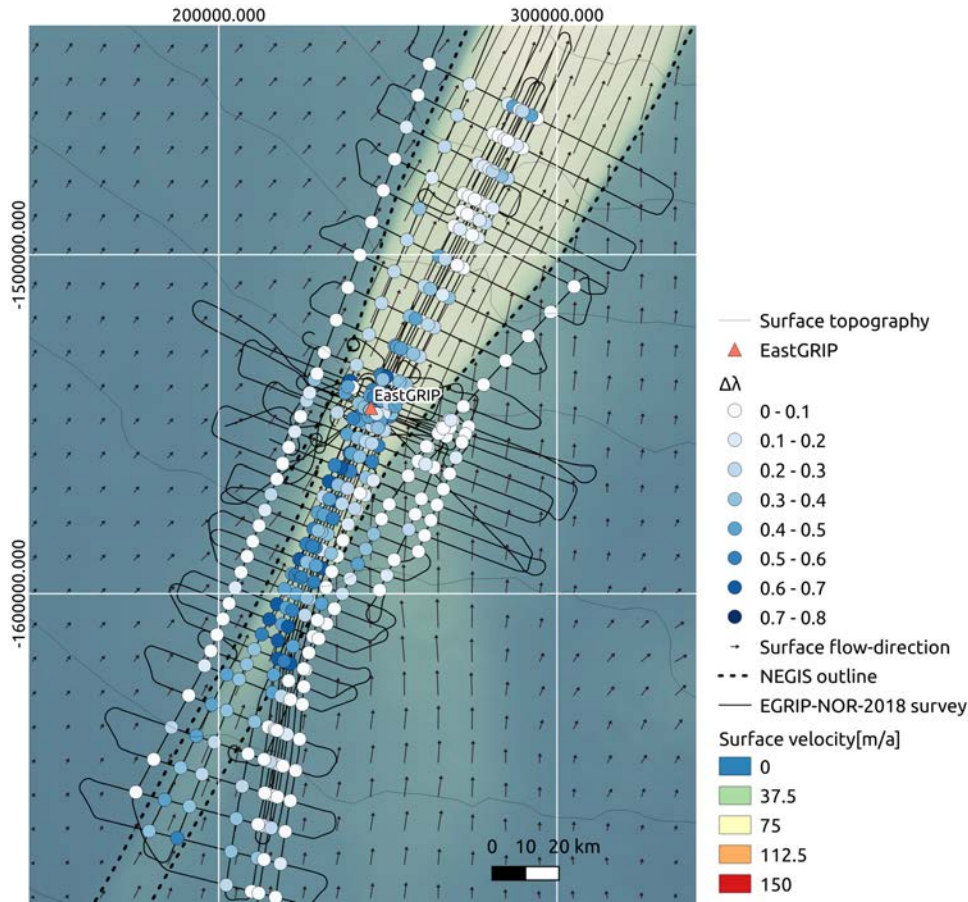 200000.000 300000.000
-1500000.000
-1600000.000
EastGRIP
0 10 20 km
Surface topography
EastGRIP
Δλ
0 - 0.1
0.1 - 0.2
0.2 - 0.3
0.3 - 0.4
0.4 - 0.5
0.5 - 0.6
0.6 - 0.7
0.7 - 0.8
Surface flow-direction
NEGIS outline
EGRIP-NOR-2018 survey
Surface velocity[m/a]
0
37.5
75
112.5
150